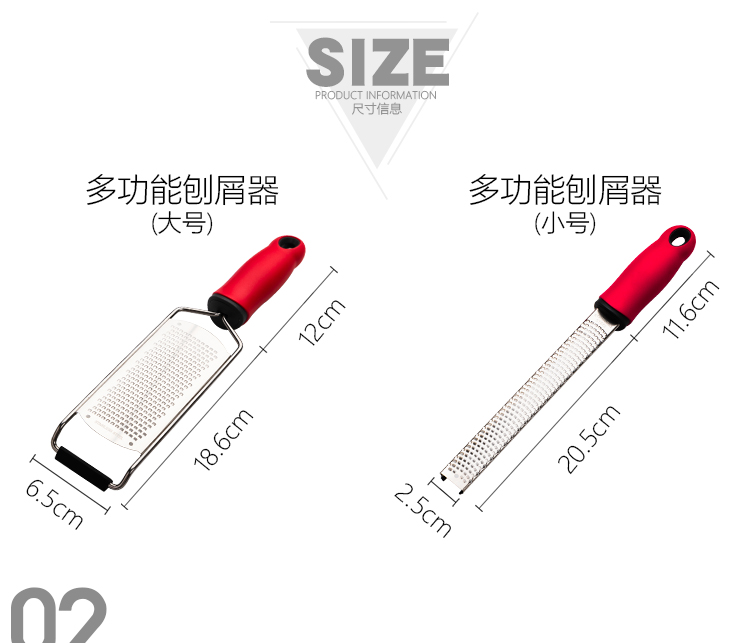 SIZE
PRODUCT INFORMATION
尺寸信息
多功能刨屑器
(大号)
多功能刨屑器
(小号)
12cm
18.6cm
6.5cm
11.6cm
20.5cm
2.5cm
02